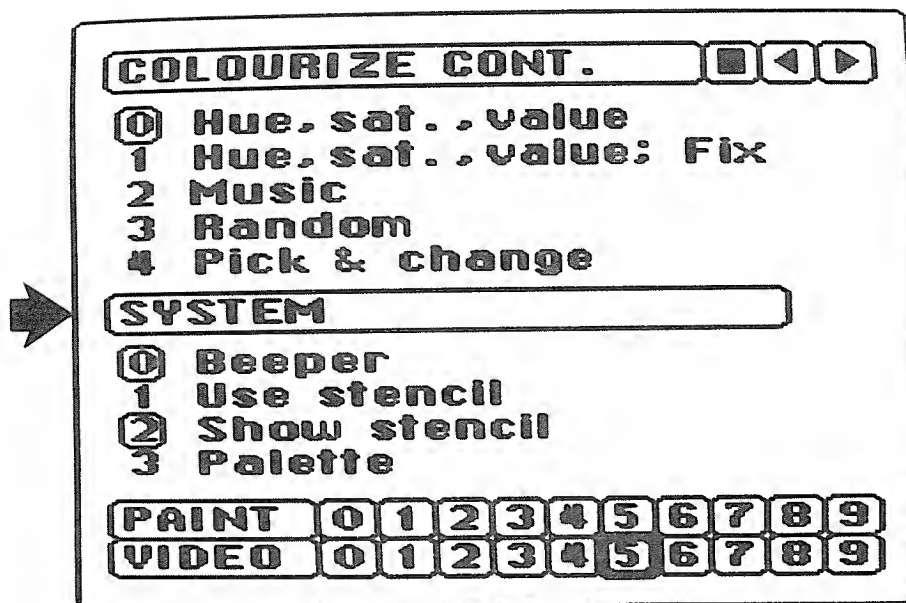 COLOURIZE CONT.
0 Hue, sat., value
1 Hue, sat., value; Fix
2 Music
3 Random
4 Pick & change
SYSTEM
0 Beeper
1 Use stencil
2 Show stencil
3 Palette
PAINT 0 1 2 3 4 5 6 7 8 9
VIDEO 0 1 2 3 4 5 6 7 8 9